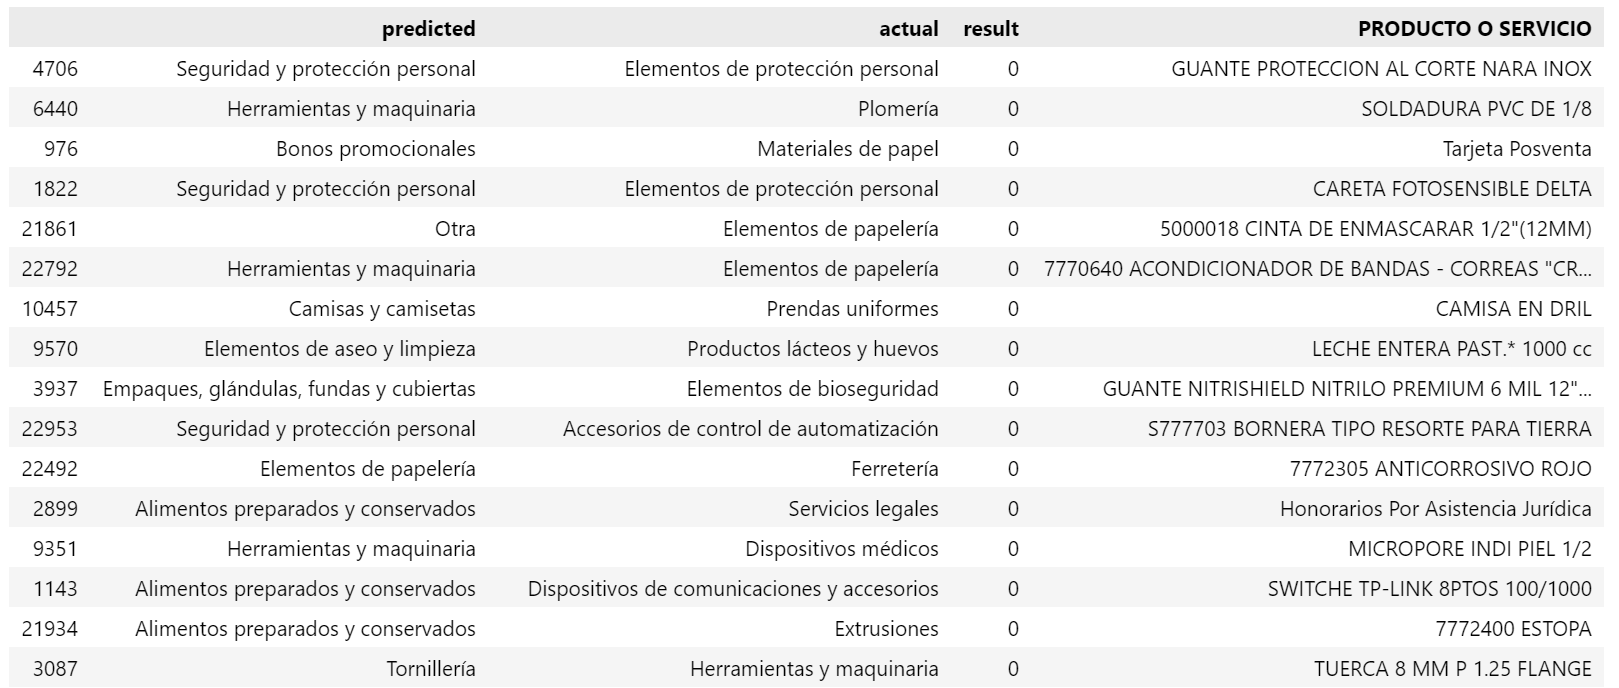 predicted actual result PRODUCTO O SERVICIO
4706 Seguridad y protección personal Elementos de protección personal 0 GUANTE PROTECCION AL CORTE NARA INOX
6440 Herramientas y maquinaria Plomería 0 SOLDADURA PVC DE 1/8
976 Bonos promocionales Materiales de papel 0 Tarjeta Posventa
1822 Seguridad y protección personal Elementos de protección personal 0 CARETA FOTOSENSIBLE DELTA
21861 Otra Elementos de papelería 0 5000018 CINTA DE ENMASCARAR 1/2"(12MM)
22792 Herramientas y maquinaria Elementos de papelería 0 7770640 ACONDICIONADOR DE BANDAS - CORREAS "CR...
10457 Camisas y camisetas Prendas uniformes 0 CAMISA EN DRIL
9570 Elementos de aseo y limpieza Productos lácteos y huevos 0 LECHE ENTERA PAST.* 1000 cc
3937 Empaques, glándulas, fundas y cubiertas Elementos de bioseguridad 0 GUANTE NITRISHIELD NITRILO PREMIUM 6 MIL 12"...
22953 Seguridad y protección personal Accesorios de control de automatización 0 S777703 BORNERA TIPO RESORTE PARA TIERRA
22492 Elementos de papelería Ferretería 0 7772305 ANTICORROSIVO ROJO
2899 Alimentos preparados y conservados Servicios legales 0 Honorarios Por Asistencia Jurídica
9351 Herramientas y maquinaria Dispositivos médicos 0 MICROPORE INDI PIEL 1/2
1143 Alimentos preparados y conservados Dispositivos de comunicaciones y accesorios 0 SWITCHE TP-LINK 8PTOS 100/1000
21934 Alimentos preparados y conservados Extrusiones 0 7772400 ESTOPA
3087 Tornillería Herramientas y maquinaria 0 TUERCA 8 MM P 1.25 FLANGE